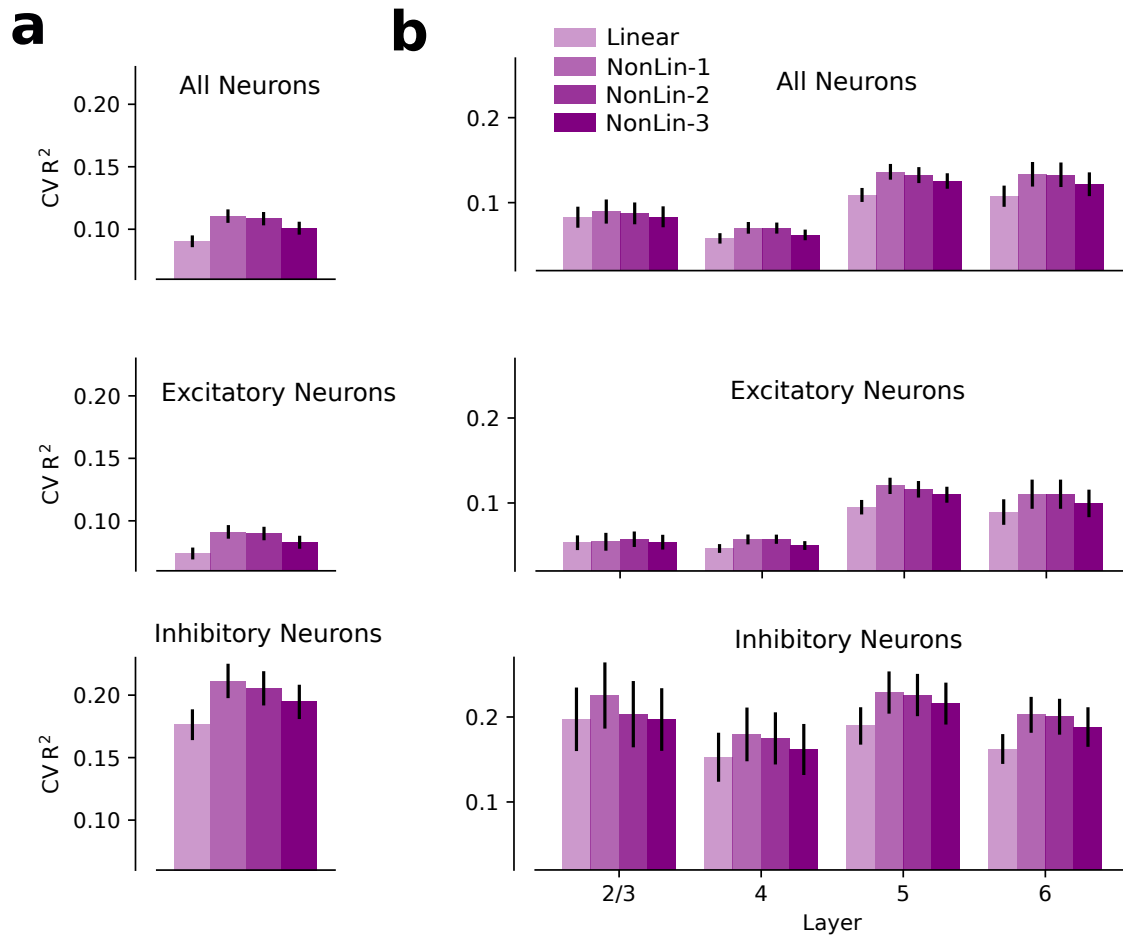 a
All Neurons
CV R²
0.20
0.15
0.10
Excitatory Neurons
CV R²
0.20
0.15
0.10
Inhibitory Neurons
CV R²
0.20
0.15
0.10
b
Linear
NonLin-1
NonLin-2
NonLin-3
All Neurons
0.2
0.1
Excitatory Neurons
0.2
0.1
Inhibitory Neurons
0.2
0.1
2/3 4 5 6
Layer